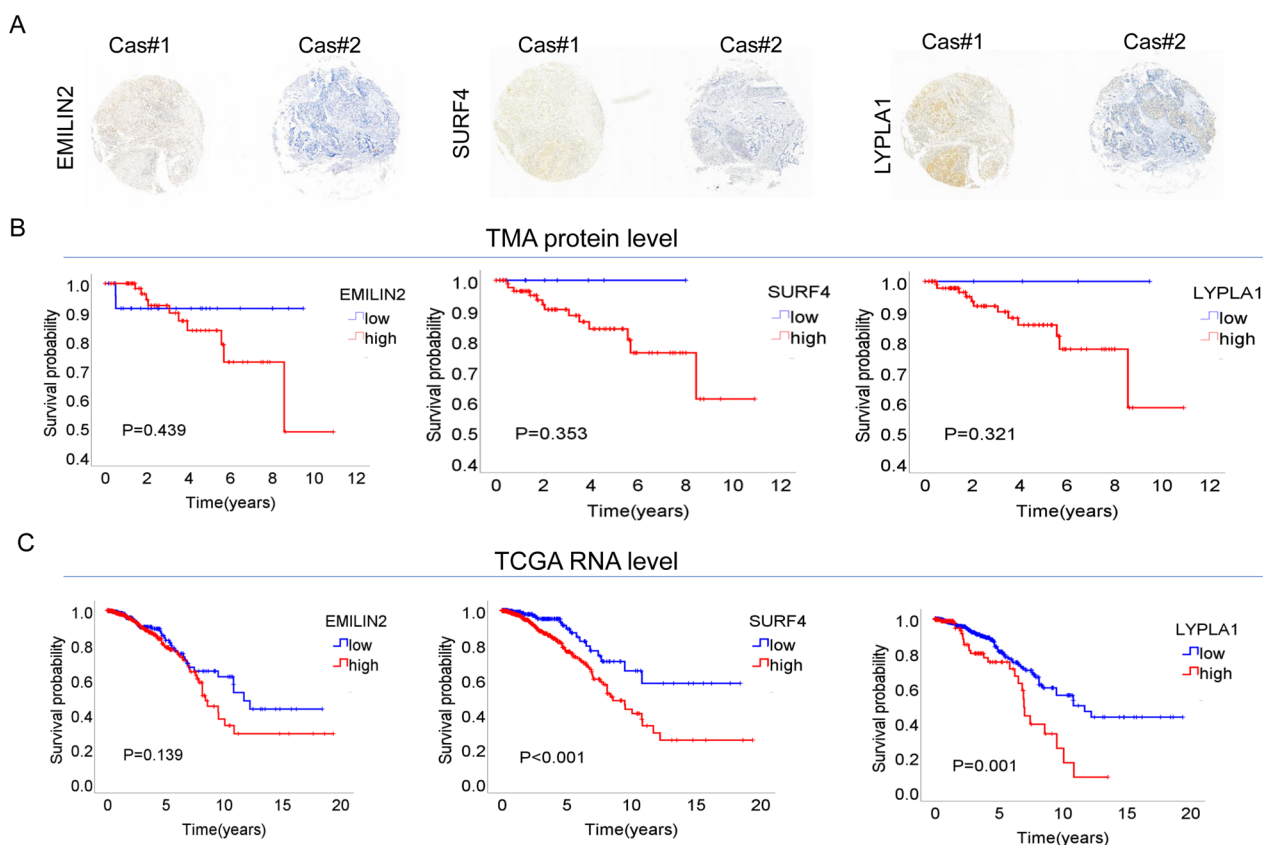 A
Cas#1 Cas#2 Cas#1 Cas#2 Cas#1 Cas#2
EMILIN2
SURF4
LYPLA1
B
TMA protein level
1.0
0.9
0.8
0.7
0.6
0.5
0.4
Survival probability
EMILIN2
low
high
P=0.439
0 2 4 6 8 10 12
Time(years)
1.0
0.9
0.8
0.7
0.6
0.5
0.4
Survival probability
SURF4
low
high
P=0.353
0 2 4 6 8 10 12
Time(years)
1.0
0.9
0.8
0.7
0.6
0.5
0.4
Survival probability
LYPLA1
low
high
P=0.321
0 2 4 6 8 10 12
Time(years)
C
TCGA RNA level
1.0
0.8
0.6
0.4
0.2
0.0
Survival probability
EMILIN2
low
high
P=0.139
0 5 10 15 20
Time(years)
1.0
0.8
0.6
0.4
0.2
0.0
Survival probability
SURF4
low
high
P<0.001
0 5 10 15 20
Time(years)
1.0
0.8
0.6
0.4
0.2
0.0
Survival probability
LYPLA1
low
high
P=0.001
0 5 10 15 20
Time(years)